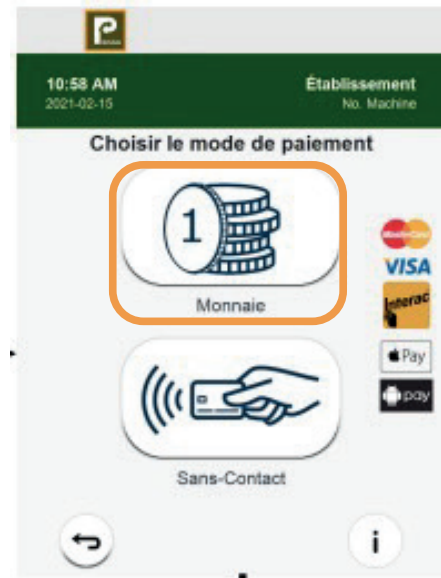 10:58 AM
2021-02-15
Établissement
No. Machine
Choisir le mode de paiement
1
Monnaie
MasterCard
VISA
Interac
Pay
pay
Sans-Contact
i